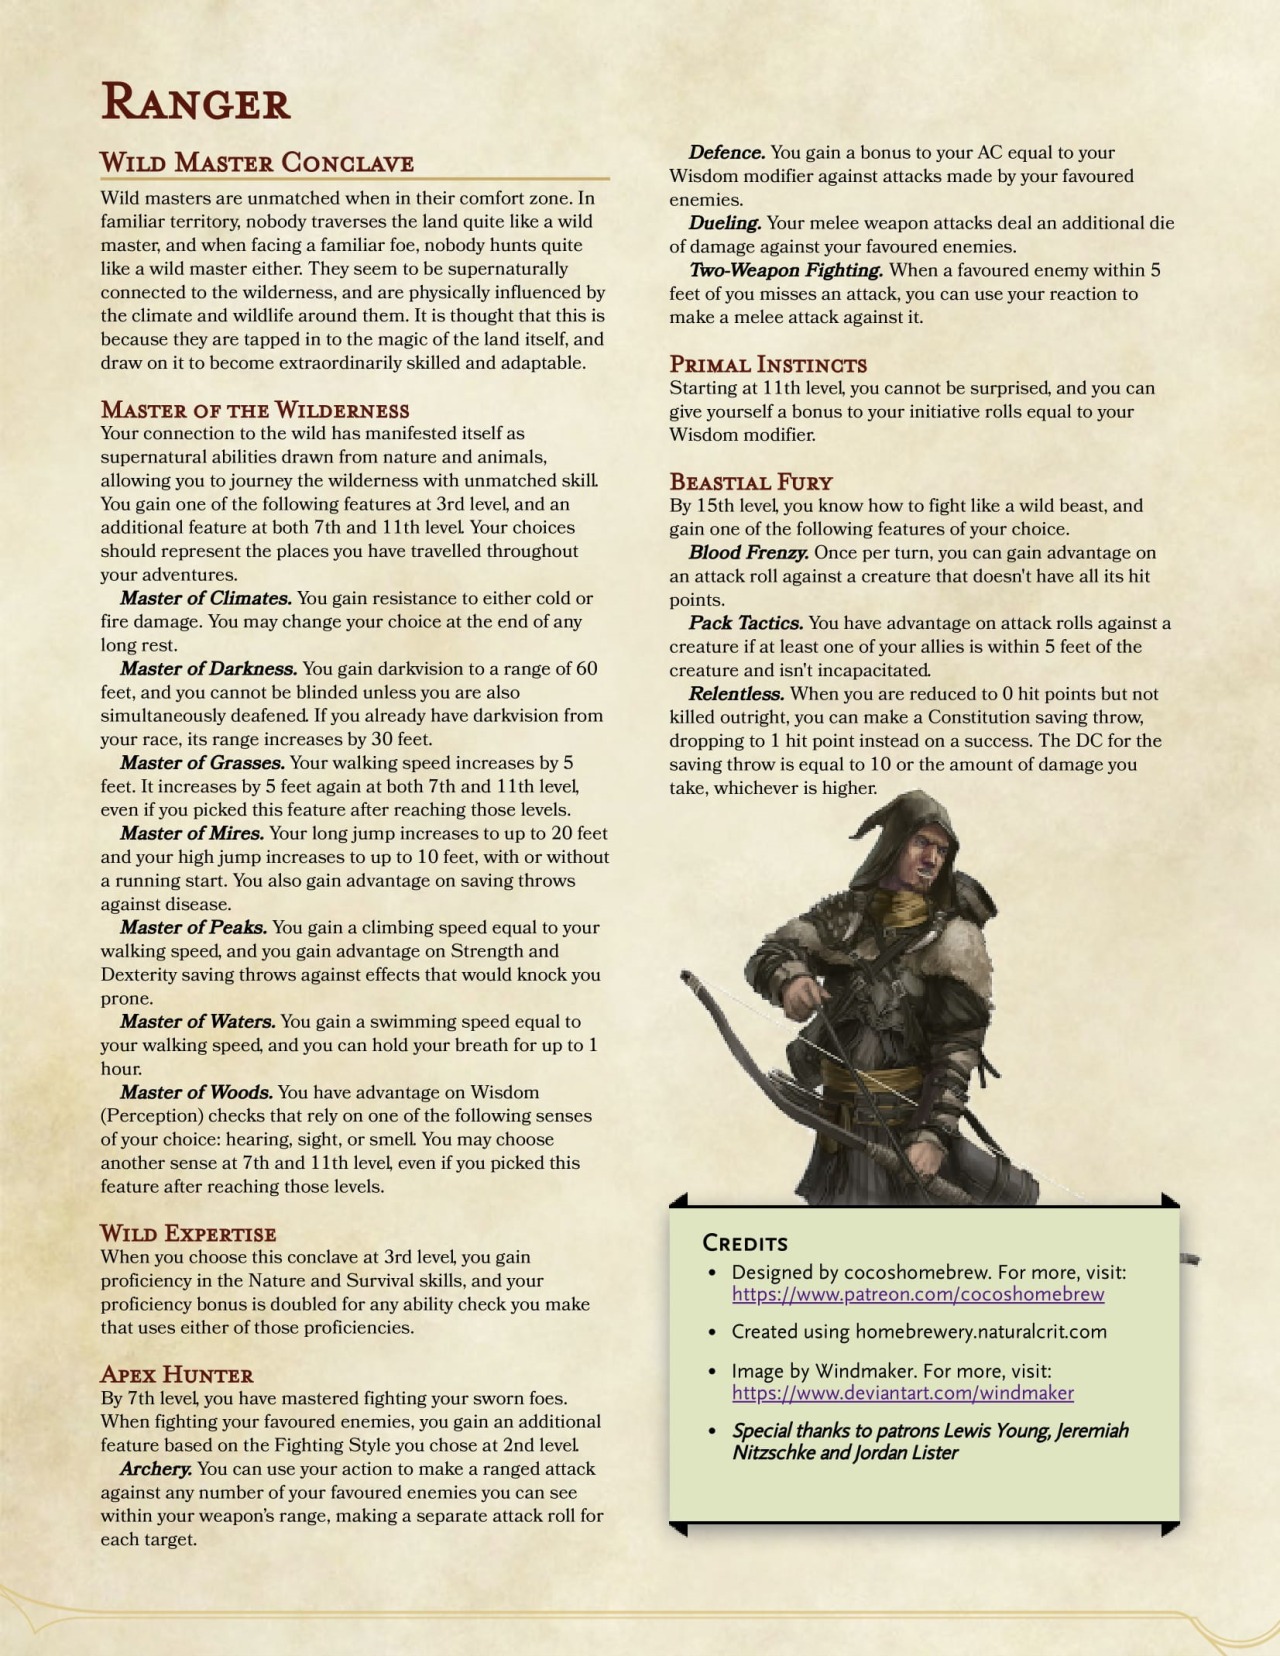 Ranger
Wild Master Conclave
Wild masters are unmatched when in their comfort zone. In
familiar territory, nobody traverses the land quite like a wild
master, and when facing a familiar foe, nobody hunts quite
like a wild master either. They seem to be supernaturally
connected to the wilderness, and are physically influenced by
the climate and wildlife around them. It is thought that this is
because they are tapped in to the magic of the land itself, and
draw on it to become extraordinarily skilled and adaptable.
Master of the Wilderness
Your connection to the wild has manifested itself as
supernatural abilities drawn from nature and animals,
allowing you to journey the wilderness with unmatched skill.
You gain one of the following features at 3rd level, and an
additional feature at both 7th and 11th level. Your choices
should represent the places you have travelled throughout
your adventures.
Master of Climates. You gain resistance to either cold or
fire damage. You may change your choice at the end of any
long rest.
Master of Darkness. You gain darkvision to a range of 60
feet, and you cannot be blinded unless you are also
simultaneously deafened. If you already have darkvision from
your race, its range increases by 30 feet.
Master of Grasses. Your walking speed increases by 5
feet. It increases by 5 feet again at both 7th and 11th level,
even if you picked this feature after reaching those levels.
Master of Mires. Your long jump increases to up to 20 feet
and your high jump increases to up to 10 feet, with or without
a running start. You also gain advantage on saving throws
against disease.
Master of Peaks. You gain a climbing speed equal to your
walking speed, and you gain advantage on Strength and
Dexterity saving throws against effects that would knock you
prone.
Master of Waters. You gain a swimming speed equal to
your walking speed, and you can hold your breath for up to 1
hour.
Master of Woods. You have advantage on Wisdom
(Perception) checks that rely on one of the following senses
of your choice: hearing, sight, or smell. You may choose
another sense at 7th and 11th level, even if you picked this
feature after reaching those levels.
Wild Expertise
When you choose this conclave at 3rd level, you gain
proficiency in the Nature and Survival skills, and your
proficiency bonus is doubled for any ability check you make
that uses either of those proficiencies.
Apex Hunter
By 7th level, you have mastered fighting your sworn foes.
When fighting your favoured enemies, you gain an additional
feature based on the Fighting Style you chose at 2nd level.
Archery. You can use your action to make a ranged attack
against any number of your favoured enemies you can see
within your weapon's range, making a separate attack roll for
each target.
Defence. You gain a bonus to your AC equal to your
Wisdom modifier against attacks made by your favoured
enemies.
Dueling. Your melee weapon attacks deal an additional die
of damage against your favoured enemies.
Two-Weapon Fighting. When a favoured enemy within 5
feet of you misses an attack, you can use your reaction to
make a melee attack against it.
Primal Instincts
Starting at 11th level, you cannot be surprised, and you can
give yourself a bonus to your initiative rolls equal to your
Wisdom modifier.
Beastial Fury
By 15th level, you know how to fight like a wild beast, and
gain one of the following features of your choice.
Blood Frenzy. Once per turn, you can gain advantage on
an attack roll against a creature that doesn't have all its hit
points.
Pack Tactics. You have advantage on attack rolls against a
creature if at least one of your allies is within 5 feet of the
creature and isn't incapacitated.
Relentless. When you are reduced to 0 hit points but not
killed outright, you can make a Constitution saving throw,
dropping to 1 hit point instead on a success. The DC for the
saving throw is equal to 10 or the amount of damage you
take, whichever is higher.
Credits
• Designed by cocoshomebrew. For more, visit:
https://www.patreon.com/cocoshomebrew
• Created using homebrewery.naturalcrit.com
• Image by Windmaker. For more, visit:
https://www.deviantart.com/windmaker
• Special thanks to patrons Lewis Young, Jeremiah
Nitzschke and Jordan Lister